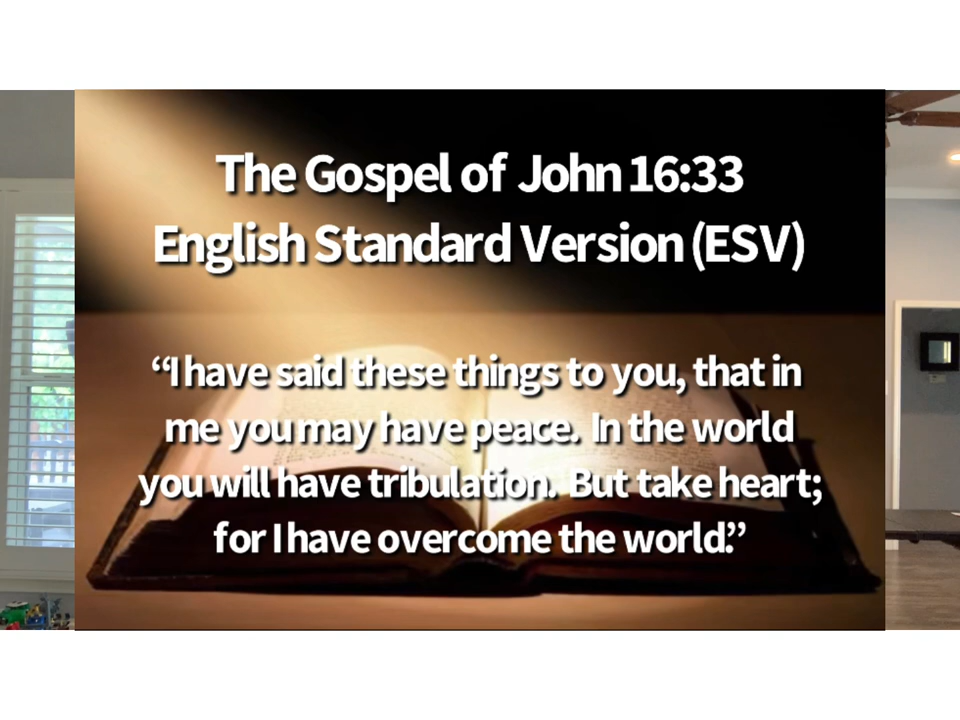 The Gospel of John 16:33
English Standard Version (ESV)
“I have said these things to you, that in
me you may have peace. In the world
you will have tribulation. But take heart;
for I have overcome the world.”